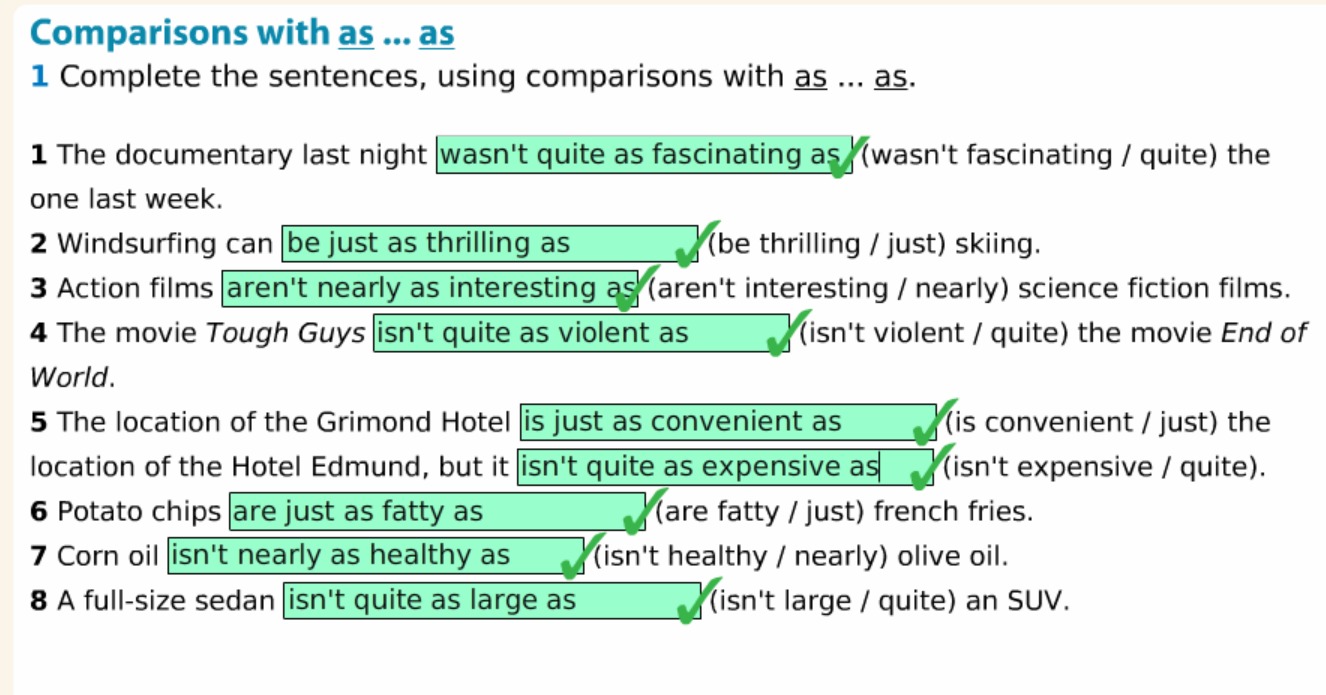 Comparisons with as ... as
1 Complete the sentences, using comparisons with as ... as.
1 The documentary last night wasn't quite as fascinating as (wasn't fascinating / quite) the
one last week.
2 Windsurfing can be just as thrilling as (be thrilling / just) skiing.
3 Action films aren't nearly as interesting as (aren't interesting / nearly) science fiction films.
4 The movie Tough Guys isn't quite as violent as (isn't violent / quite) the movie End of
World.
5 The location of the Grimond Hotel is just as convenient as (is convenient / just) the
location of the Hotel Edmund, but it isn't quite as expensive as (isn't expensive / quite).
6 Potato chips are just as fatty as (are fatty / just) french fries.
7 Corn oil isn't nearly as healthy as (isn't healthy / nearly) olive oil.
8 A full-size sedan isn't quite as large as (isn't large / quite) an SUV.